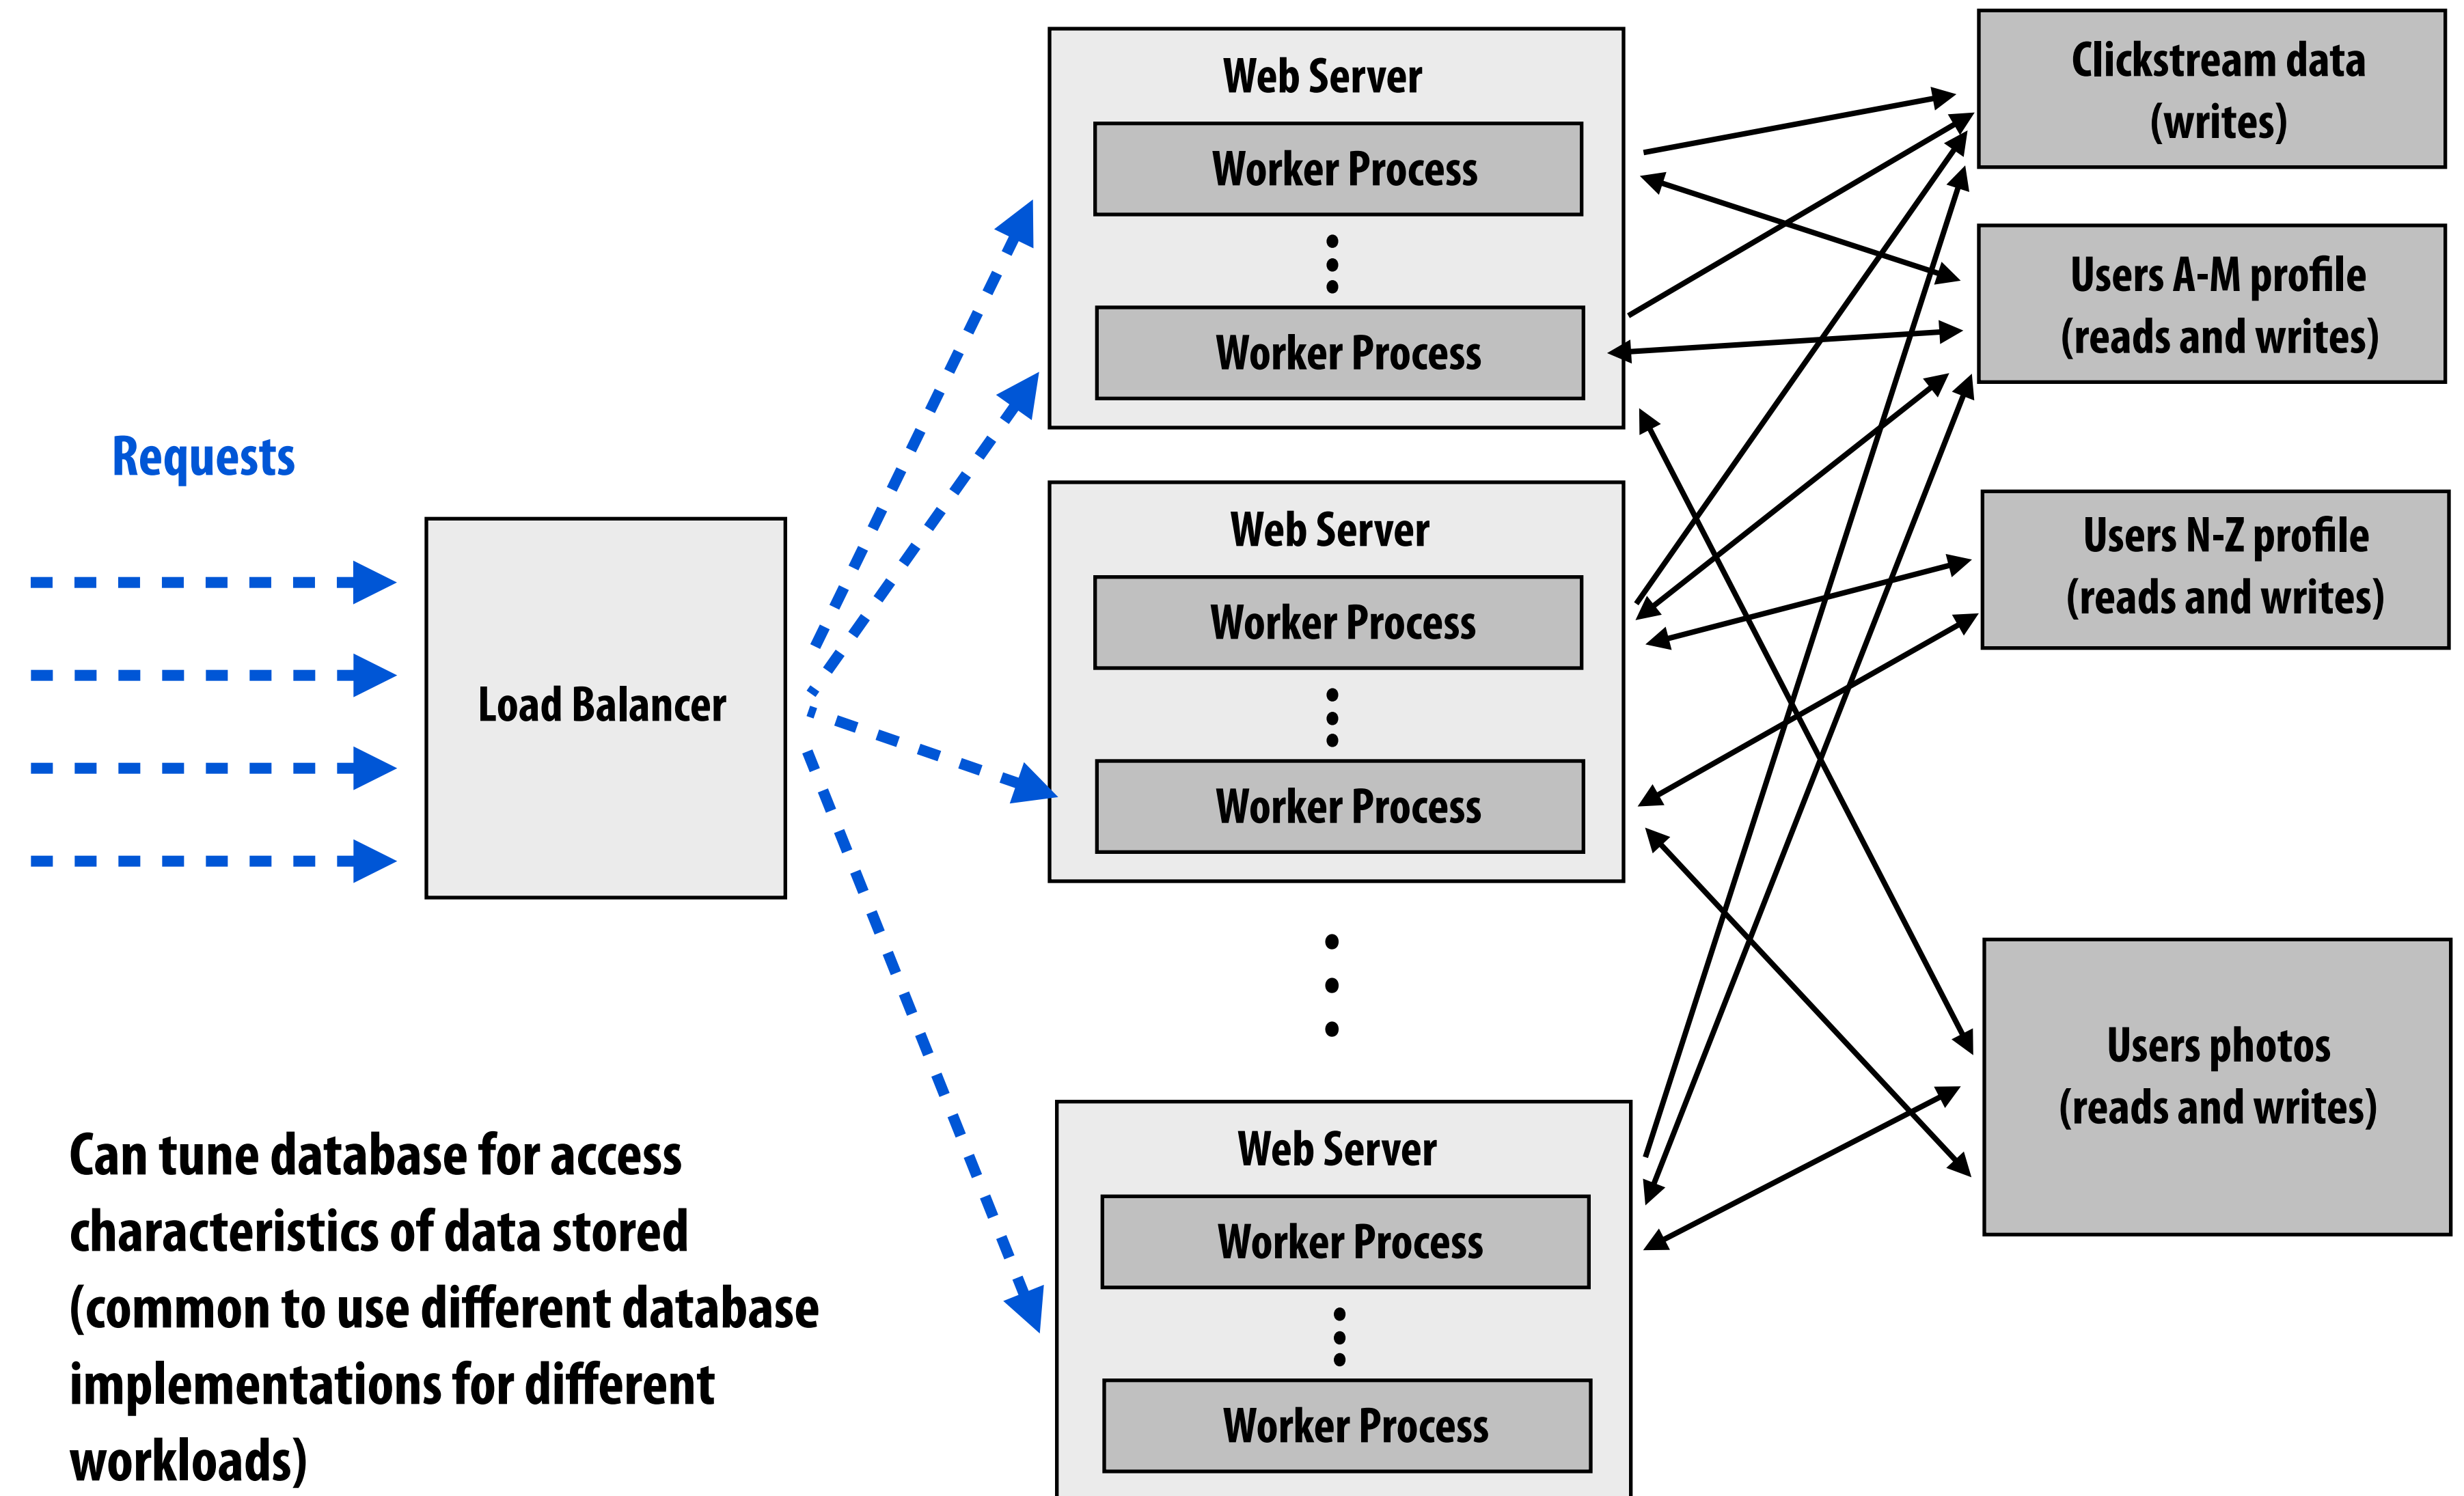 Requests
Load Balancer
Web Server
Worker Process
Worker Process
Web Server
Worker Process
Worker Process
Web Server
Worker Process
Worker Process
Clickstream data
(writes)
Users A-M profile
(reads and writes)
Users N-Z profile
(reads and writes)
Users photos
(reads and writes)
Can tune database for access
characteristics of data stored
(common to use different database
implementations for different
workloads)